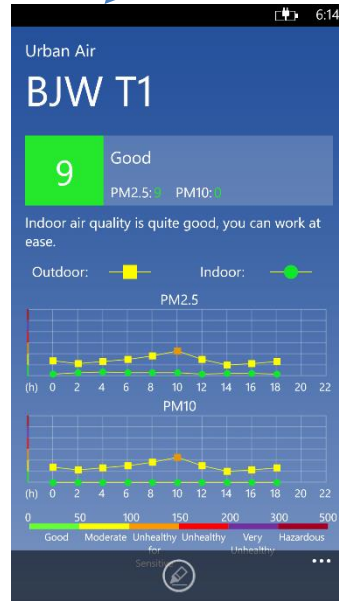 6:14
Urban Air
BJW T1
9
Good
PM2.5: 9 PM10: 0
Indoor air quality is quite good, you can work at
ease.
Outdoor: Indoor:
PM2.5
(h) 0 2 4 6 8 10 12 14 16 18 20 22
PM10
(h) 0 2 4 6 8 10 12 14 16 18 20 22
0 50 100 150 200 300 500
Good Moderate Unhealthy Unhealthy Very Hazardous
for Unhealthy
Sensitive